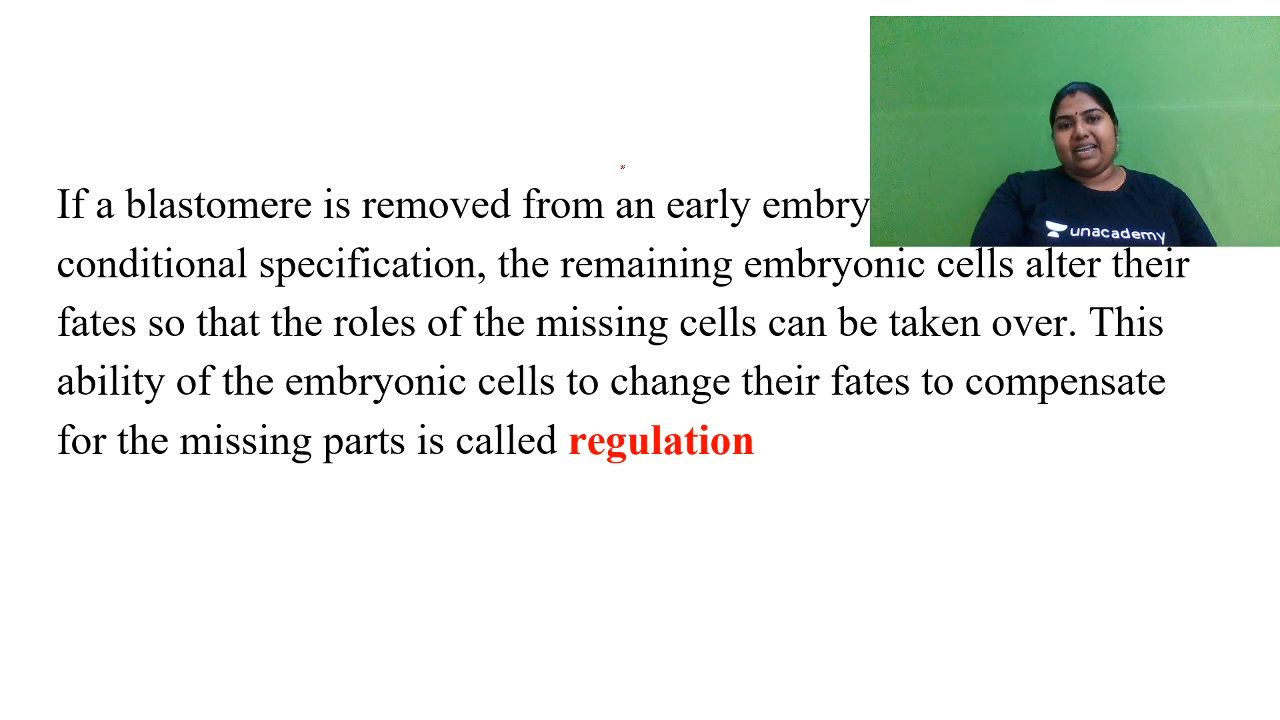 If a blastomere is removed from an early embry
conditional specification, the remaining embryonic cells alter their
fates so that the roles of the missing cells can be taken over. This
ability of the embryonic cells to change their fates to compensate
for the missing parts is called regulation
unacademy